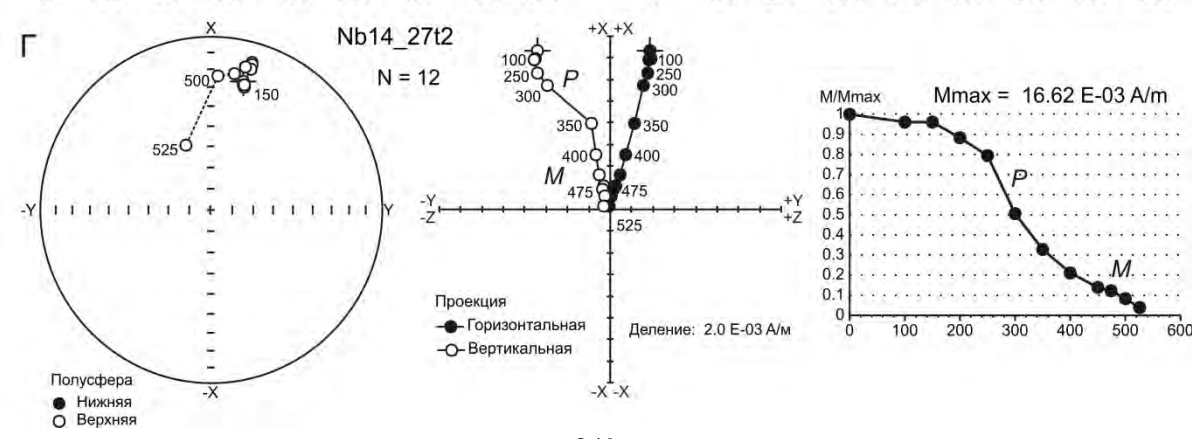 Г
X
-Y
Y
-X
500
150
525
Полусфера
Нижняя
Верхняя
Nb14_27t2
N = 12
+X +X
100
250
300
350
400
475
P
M
100
250
300
350
400
475
525
-Y
-Z
+Y
+Z
-X -X
Проекция
Горизонтальная
Вертикальная
Деление: 2.0 E-03 А/м
M/Mmax
Mmax = 16.62 E-03 A/m
1
0.9
0.8
0.7
0.6
0.5
0.4
0.3
0.2
0.1
0
P
M
0 100 200 300 400 500 600